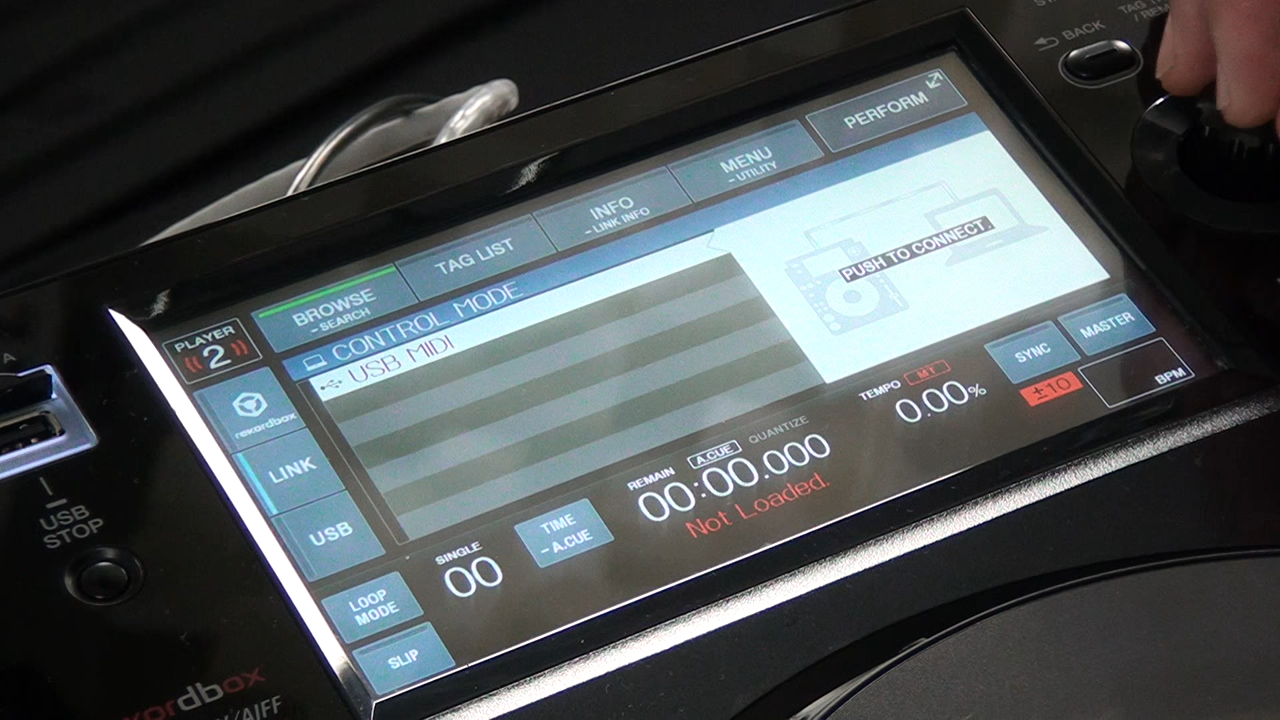 BACK
PERFORM
MENU
- UTILITY
INFO
- LINK INFO
TAG LIST
BROWSE
- SEARCH
PLAYER
2
CONTROL MODE
USB MIDI
PUSH TO CONNECT.
rekordbox
LINK
USB
LOOP
MODE
SLIP
SINGLE
00
TIME
- A.CUE
REMAIN
A.CUE
QUANTIZE
00:00.000
Not Loaded.
TEMPO
MT
0.00%
±10
SYNC
MASTER
BPM
A
USB
STOP